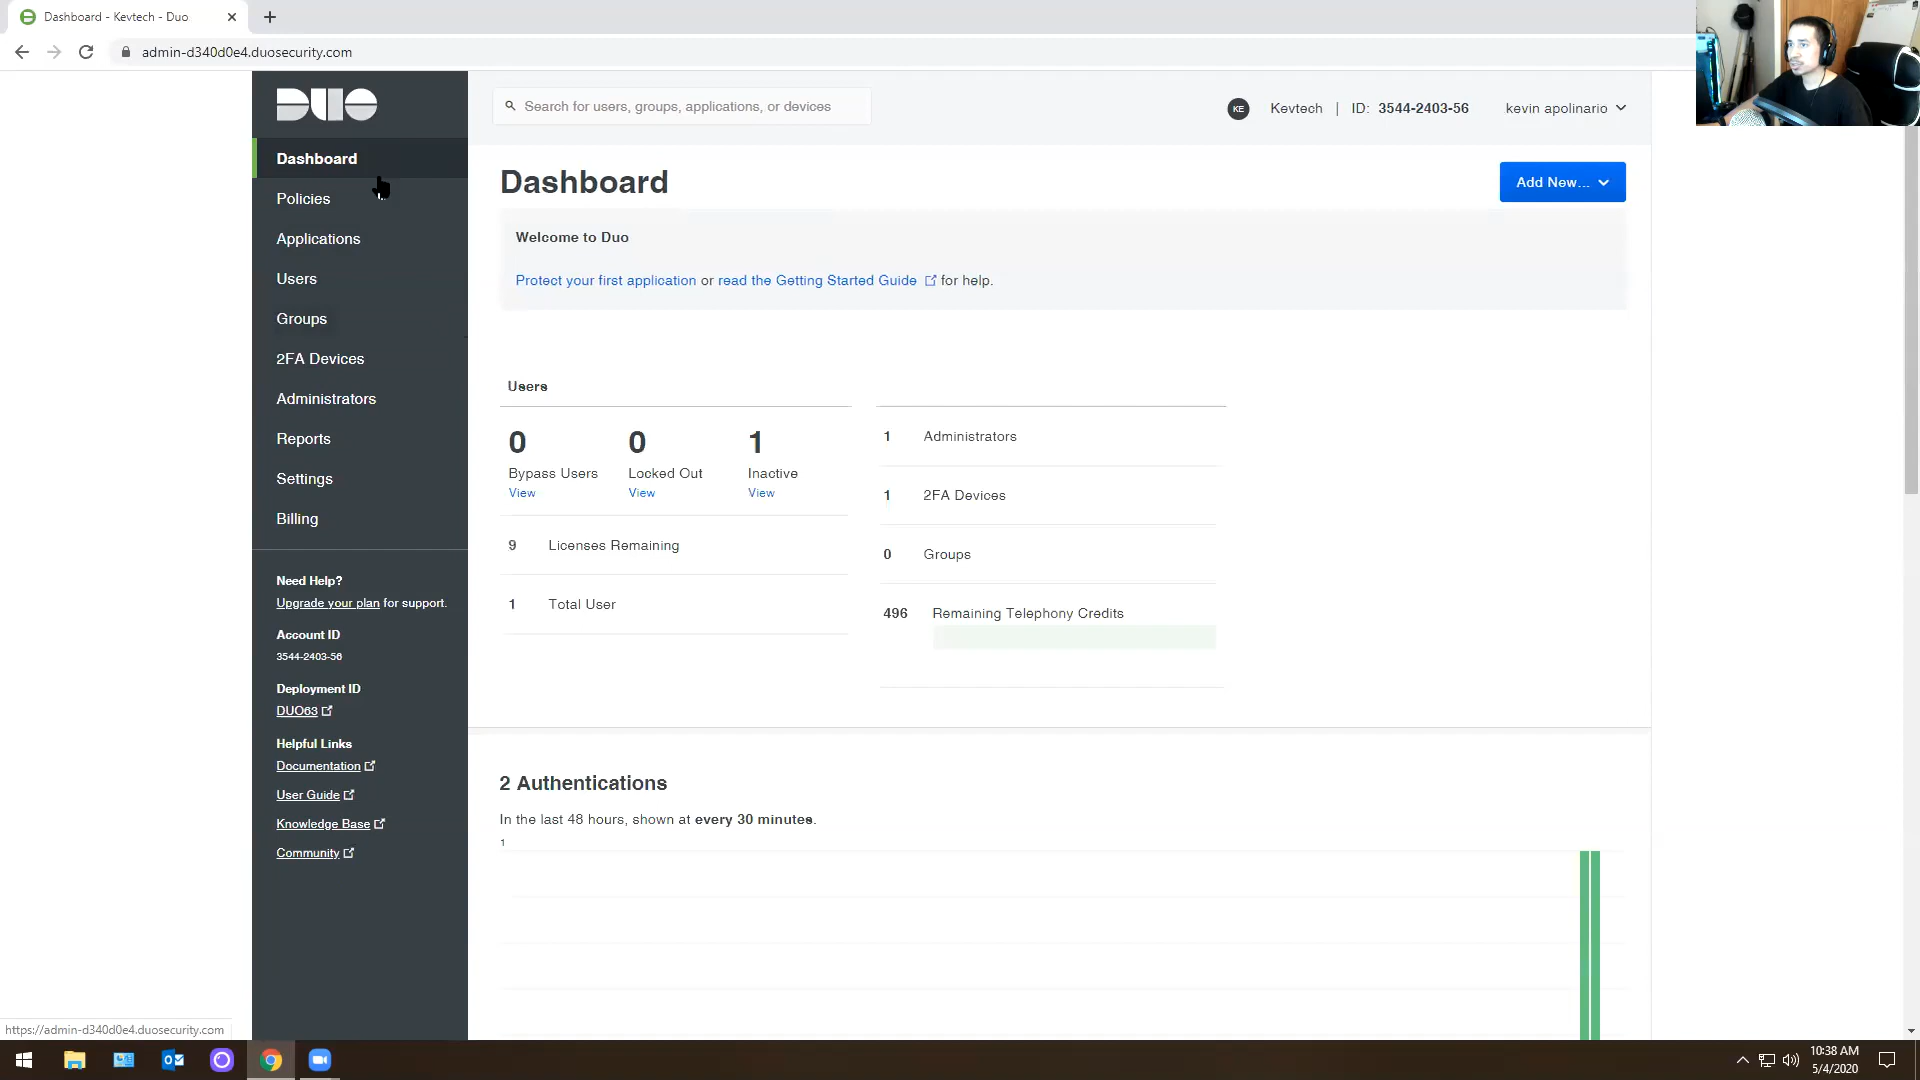 Dashboard - Kevtech - Duo
admin-d340d0e4.duosecurity.com
DUO
Search for users, groups, applications, or devices
KE
Kevtech | ID: 3544-2403-56
kevin apolinario
Dashboard
Policies
Applications
Users
Groups
2FA Devices
Administrators
Reports
Settings
Billing
Need Help?
Upgrade your plan for support.
Account ID
3544-2403-56
Deployment ID
DUO63
Helpful Links
Documentation
User Guide
Knowledge Base
Community
Dashboard
Add New...
Welcome to Duo
Protect your first application or read the Getting Started Guide for help.
Users
0
Bypass Users
View
0
Locked Out
View
1
Inactive
View
9 Licenses Remaining
1 Total User
1 Administrators
1 2FA Devices
0 Groups
496 Remaining Telephony Credits
2 Authentications
In the last 48 hours, shown at every 30 minutes.
1
https://admin-d340d0e4.duosecurity.com
10:38 AM
5/4/2020